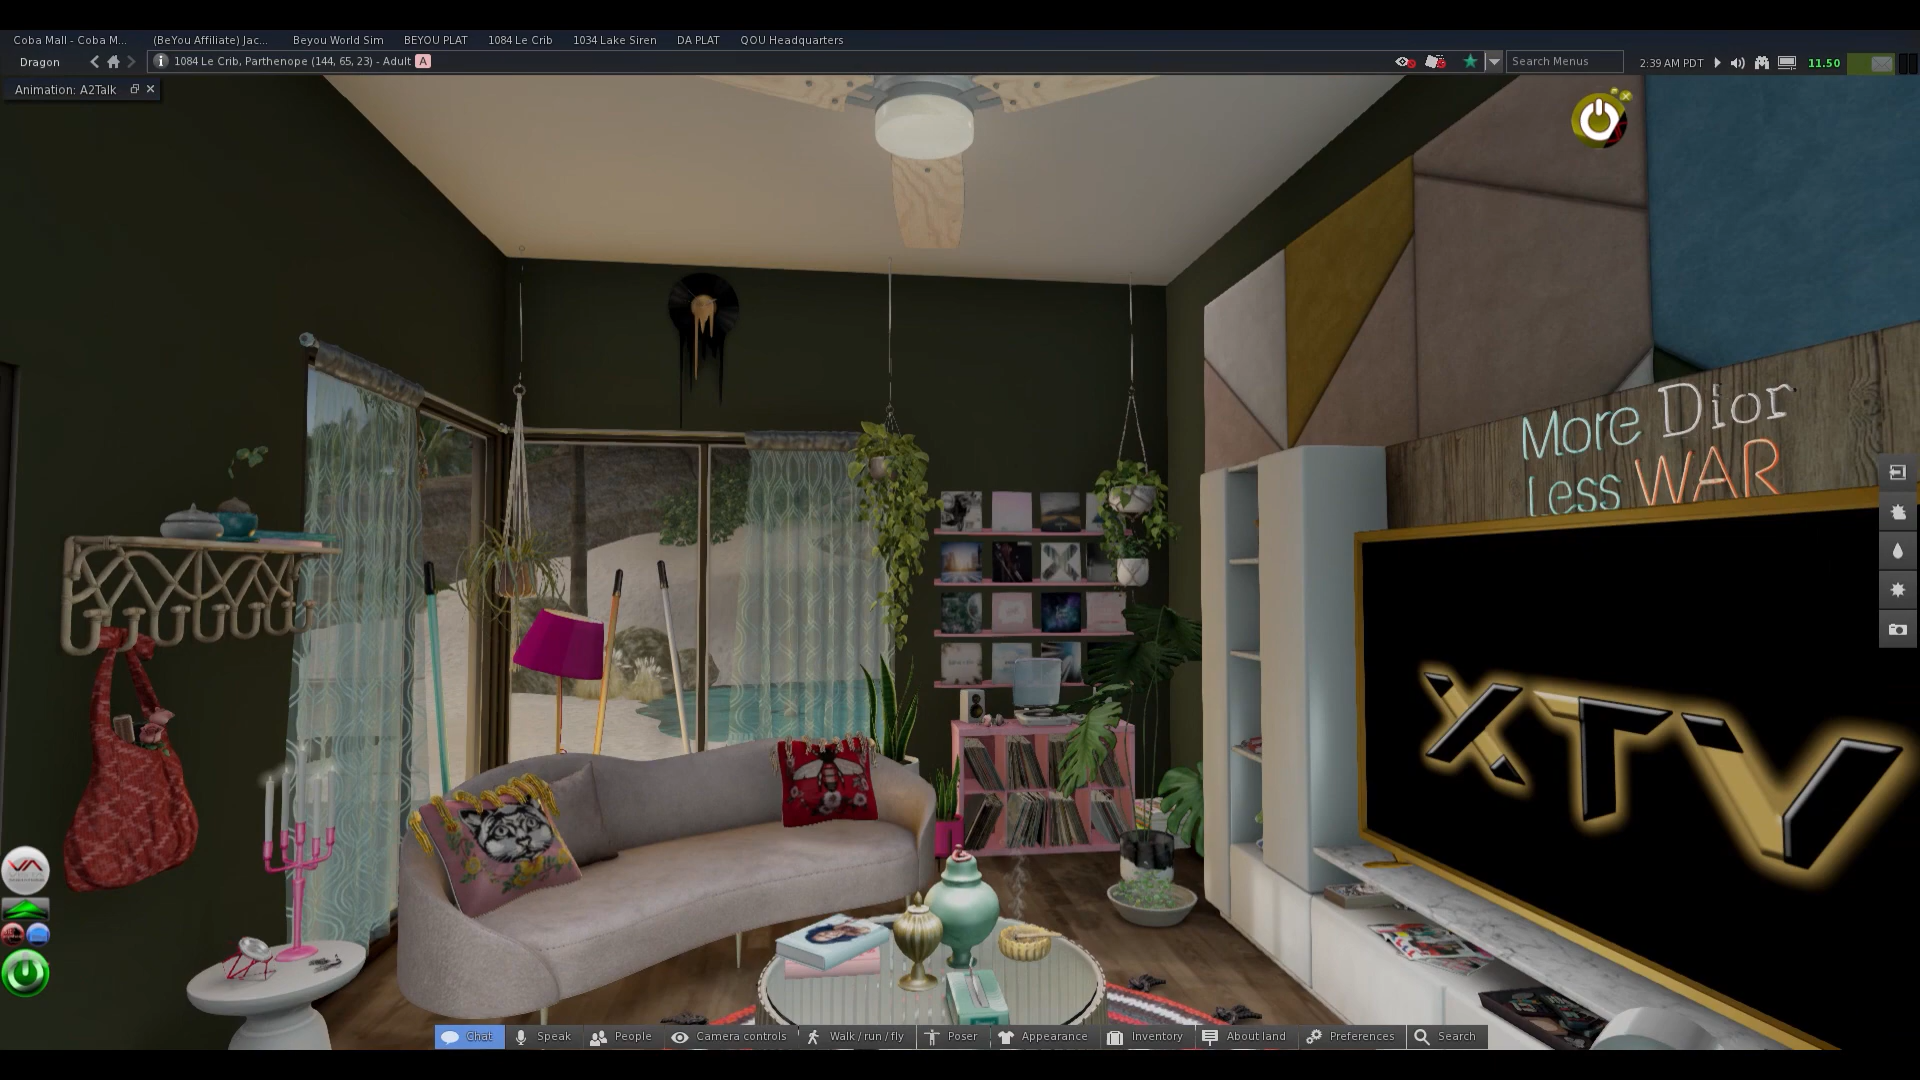 Coba Mall - Coba M... (BeYou Affiliate) Jac... Beyou World Sim BEYOU PLAT 1084 Le Crib 1034 Lake Siren DA PLAT QOU Headquarters
Dragon 1084 Le Crib, Parthenope (144, 65, 23) - Adult A Search Menus 2:39 AM PDT 11.50
Animation: A2Talk
More Dior
Less WAR
XTV
Chat Speak People Camera controls Walk / run / fly Poser Appearance Inventory About land Preferences Search